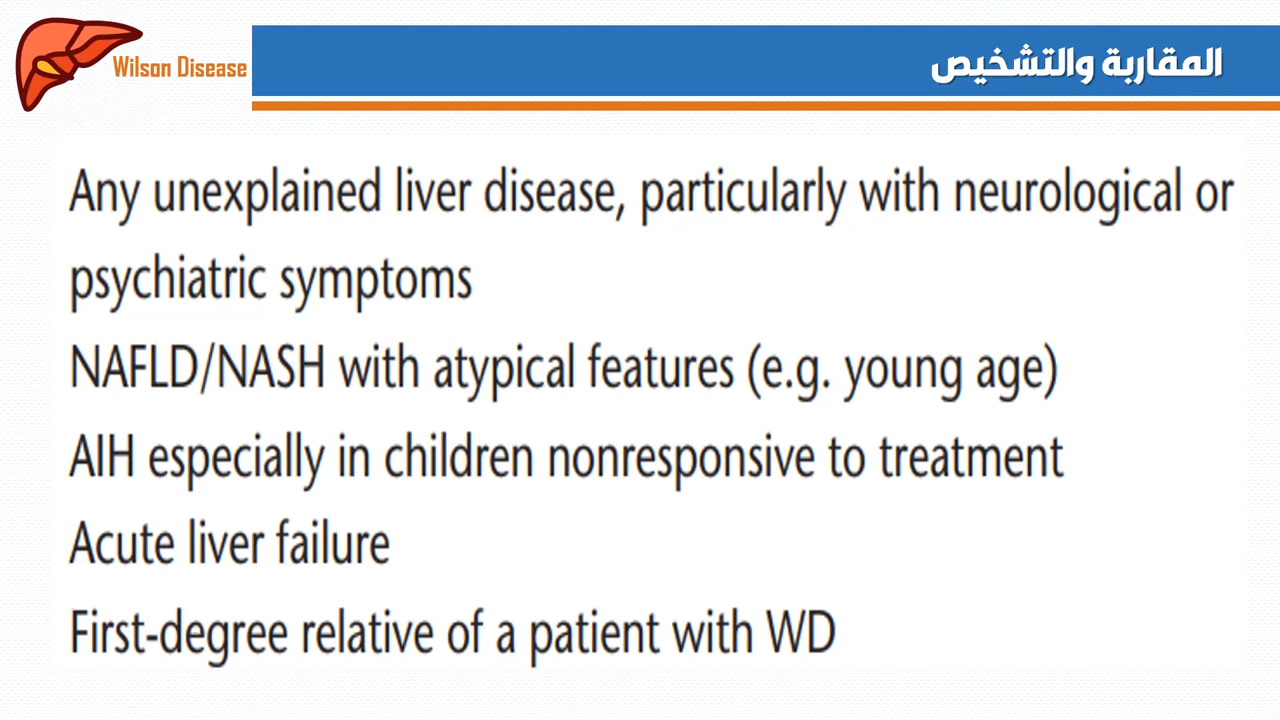 Wilson Disease
المقاربة والتشخيص
Any unexplained liver disease, particularly with neurological or
psychiatric symptoms
NAFLD/NASH with atypical features (e.g. young age)
AIH especially in children nonresponsive to treatment
Acute liver failure
First-degree relative of a patient with WD